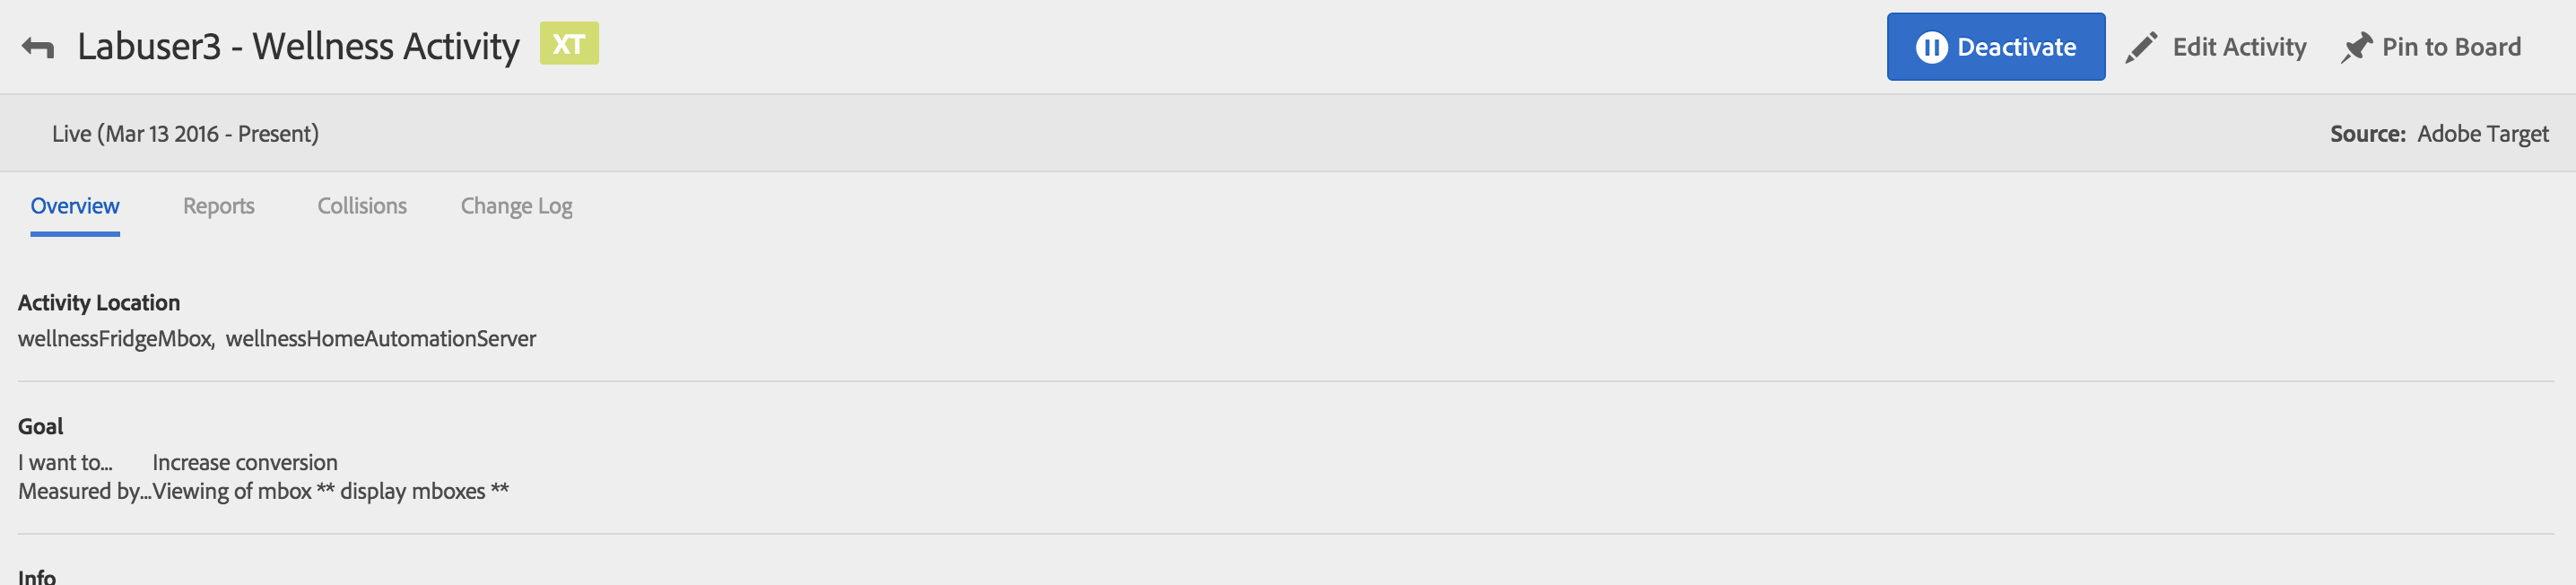 Labuser3 - Wellness Activity XT Deactivate Edit Activity Pin to Board
Live (Mar 13 2016 - Present) Source: Adobe Target
Overview Reports Collisions Change Log
Activity Location
wellnessFridgeMbox, wellnessHomeAutomationServer
Goal
I want to... Increase conversion
Measured by...Viewing of mbox ** display mboxes **
Info